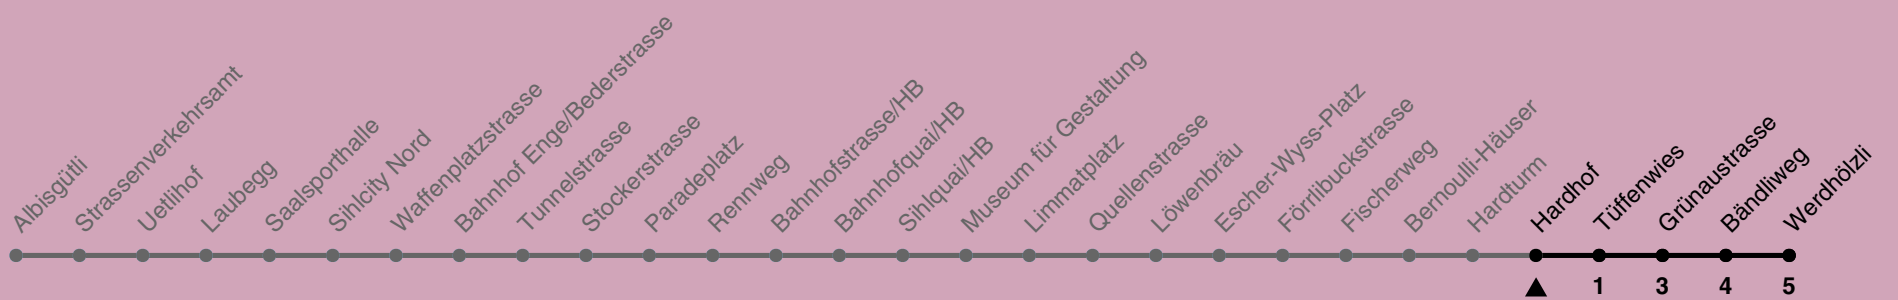 Albisgütli
Strassenverkehrsamt
Uetlihof
Laubegg
Saalsporthalle
Sihlcity Nord
Waffenplatzstrasse
Bahnhof Enge/Bederstrasse
Tunnelstrasse
Stockerstrasse
Paradeplatz
Rennweg
Bahnhofstrasse/HB
Bahnhofquai/HB
Sihlquai/HB
Museum für Gestaltung
Limmatplatz
Quellenstrasse
Löwenbräu
Escher-Wyss-Platz
Förrlibuckstrasse
Fischerweg
Bernoulli-Häuser
Hardturm
Hardhof
Tüffenwies
Grünaustrasse
Bändliweg
Werdhölzli
1 3 4 5